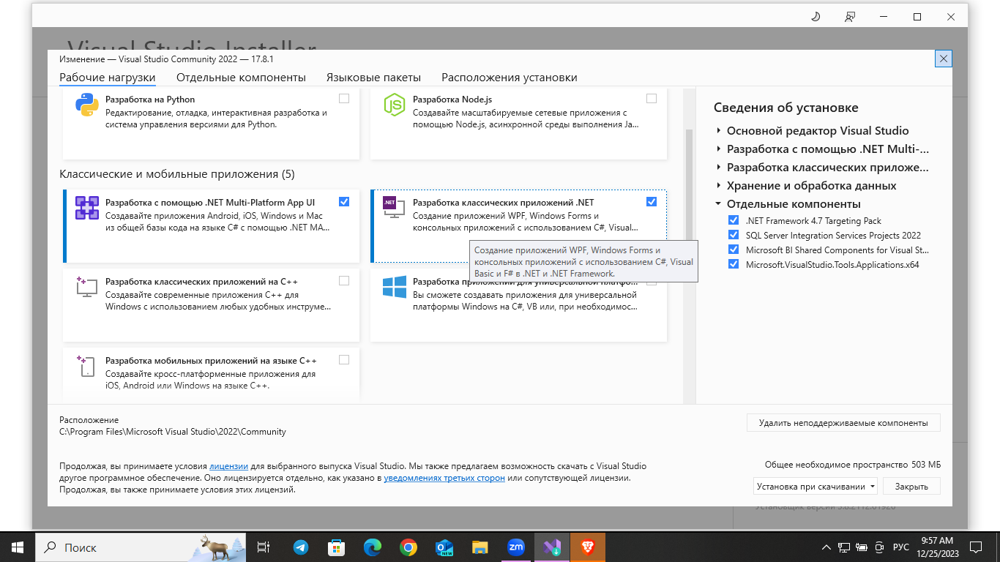 Visual Studio Installer
Изменение — Visual Studio Community 2022 — 17.8.1
Рабочие нагрузки
Отдельные компоненты
Языковые пакеты
Расположения установки
Разработка на Python
Редактирование, отладка, интерактивная разработка и
система управления версиями для Python.
JS
Разработка Node.js
Создавайте масштабируемые сетевые приложения с
помощью Node.js, асинхронной среды выполнения Ja...
Классические и мобильные приложения (5)
Разработка с помощью .NET Multi-Platform App UI
Создавайте приложения Android, iOS, Windows и Mac
из общей базы кода на языке C# с помощью .NET MA...
.NET
Разработка классических приложений .NET
Создание приложений WPF, Windows Forms и
консольных приложений с использованием C#, Visual...
Создание приложений WPF, Windows Forms и
консольных приложений с использованием C#, Visual
Basic и F# в .NET и .NET Framework.
Разработка классических приложений на C++
Создавайте современные приложения C++ для
Windows с использованием любых удобных инструме...
Разработка приложений для универсальной платфо...
Вы сможете создавать приложения для универсальной
платформы Windows на C#, VB или, при необходимос...
Разработка мобильных приложений на языке C++
Создавайте кросс-платформенные приложения для
iOS, Android или Windows на языке C++.
Сведения об установке
Основной редактор Visual Studio
Разработка с помощью .NET Multi-...
Разработка классических приложе...
Хранение и обработка данных
Отдельные компоненты
.NET Framework 4.7 Targeting Pack
SQL Server Integration Services Projects 2022
Microsoft BI Shared Components for Visual St...
Microsoft.VisualStudio.Tools.Applications.x64
Расположение
C:\Program Files\Microsoft Visual Studio\2022\Community
Удалить неподдерживаемые компоненты
Продолжая, вы принимаете условия лицензии для выбранного выпуска Visual Studio. Мы также предлагаем возможность скачать с Visual Studio
другое программное обеспечение. Оно лицензируется отдельно, как указано в уведомлениях третьих сторон или сопутствующей лицензии.
Продолжая, вы также принимаете условия этих лицензий.
Общее необходимое пространство 503 МБ
Установка при скачивании
Закрыть
Установщик версии 3.8.2112.61926
Поиск
NEW
zm
РУС
9:57 AM
12/25/2023